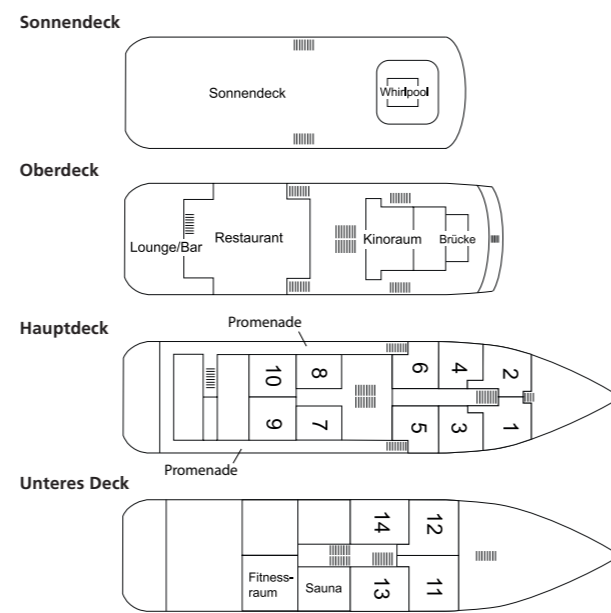 Sonnendeck
Sonnendeck
Whirlpool
Oberdeck
Lounge/Bar
Restaurant
Kinoraum
Brücke
Hauptdeck
Promenade
10
8
6
4
2
9
7
5
3
1
Promenade
Unteres Deck
14
12
Fitness-
raum
Sauna
13
11